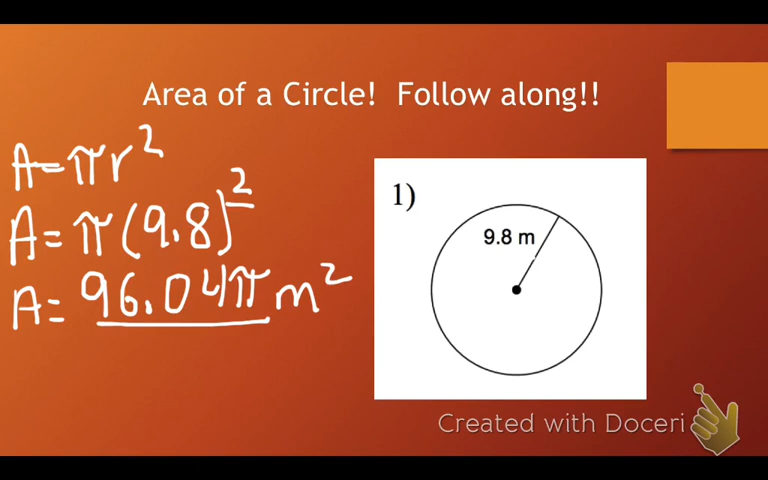 Area of a Circle! Follow along!!
A=πr²
A=π(9.8)²
A=96.04π m²
1)
9.8 m
Created with Doceri